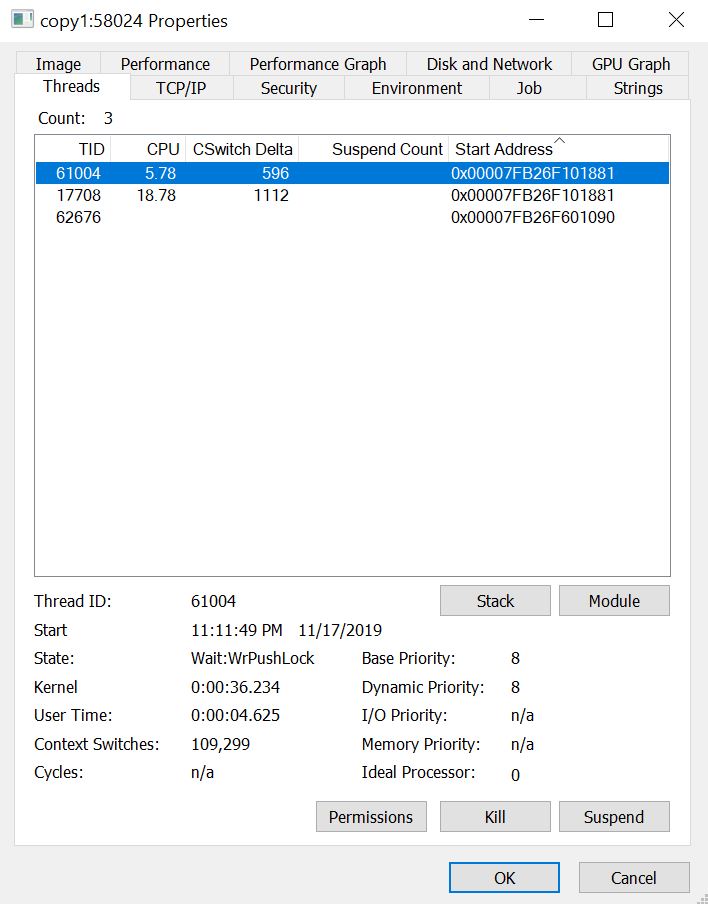 copy1:58024 Properties
Image Performance Performance Graph Disk and Network GPU Graph
Threads TCP/IP Security Environment Job Strings
Count: 3
TID CPU CSwitch Delta Suspend Count Start Address
61004 5.78 596 0x00007FB26F101881
17708 18.78 1112 0x00007FB26F101881
62676 0x00007FB26F601090
Thread ID: 61004 Stack Module
Start 11:11:49 PM 11/17/2019
State: Wait:WrPushLock Base Priority: 8
Kernel 0:00:36.234 Dynamic Priority: 8
User Time: 0:00:04.625 I/O Priority: n/a
Context Switches: 109,299 Memory Priority: n/a
Cycles: n/a Ideal Processor: 0
Permissions Kill Suspend
OK Cancel